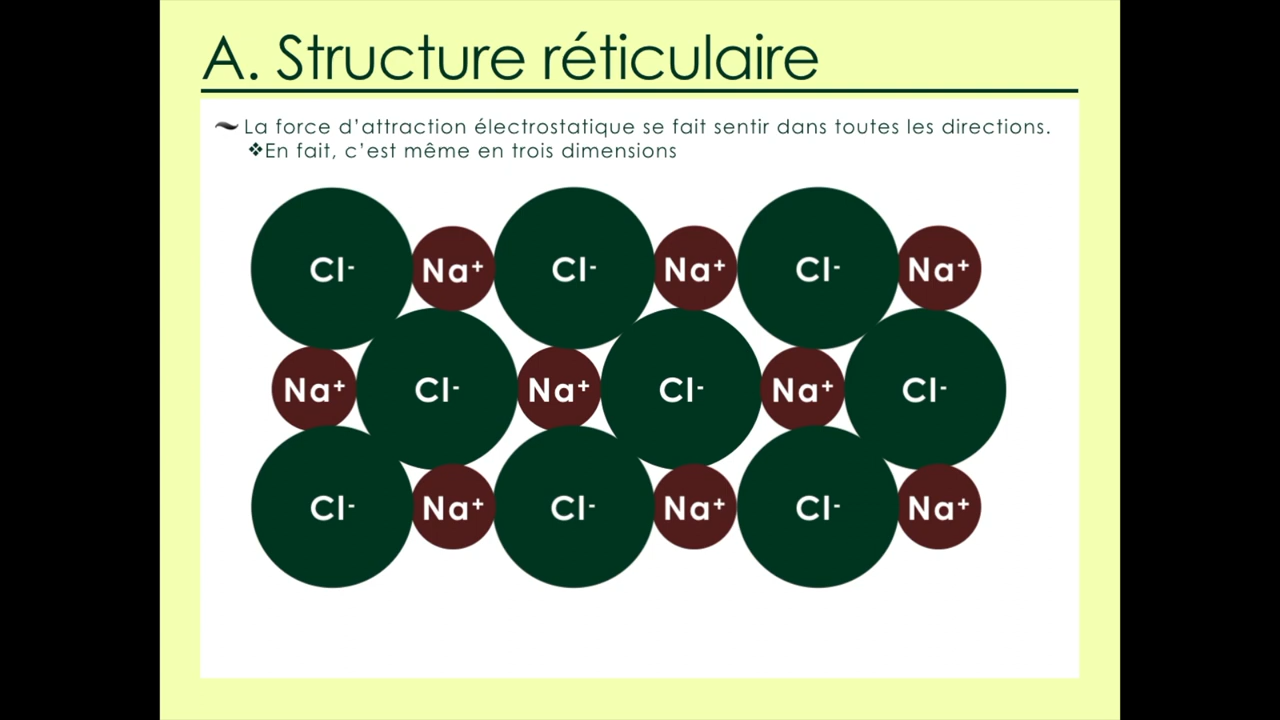 A. Structure réticulaire
La force d’attraction électrostatique se fait sentir dans toutes les directions.
❖En fait, c’est même en trois dimensions
Cl- Na+ Cl- Na+ Cl- Na+
Na+ Cl- Na+ Cl- Na+ Cl-
Cl- Na+ Cl- Na+ Cl- Na+